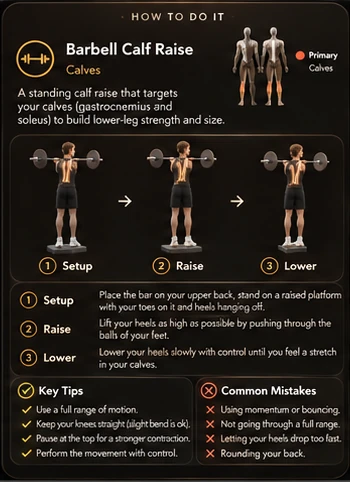 HOW TO DO IT
Barbell Calf Raise
Calves
Primary
Calves
A standing calf raise that targets
your calves (gastrocnemius and
soleus) to build lower-leg strength and size.
1 Setup
2 Raise
3 Lower
1 Setup
Place the bar on your upper back, stand on a raised platform
with your toes on it and heels hanging off.
2 Raise
Lift your heels as high as possible by pushing through the
balls of your feet.
3 Lower
Lower your heels slowly with control until you feel a stretch
in your calves.
Key Tips
Use a full range of motion.
Keep your knees straight (slight bend is ok).
Pause at the top for a stronger contraction.
Perform the movement with control.
Common Mistakes
Using momentum or bouncing.
Not going through a full range.
Letting your heels drop too fast.
Rounding your back.